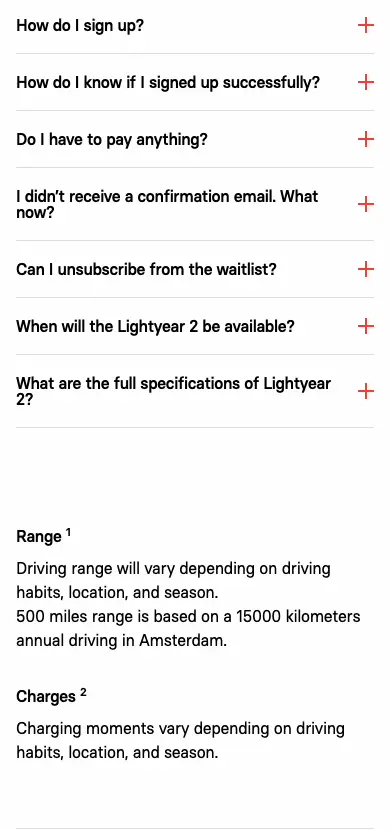 How do I sign up?
How do I know if I signed up successfully?
Do I have to pay anything?
I didn't receive a confirmation email. What
now?
Can I unsubscribe from the waitlist?
When will the Lightyear 2 be available?
What are the full specifications of Lightyear
2?
Range 1
Driving range will vary depending on driving
habits, location, and season.
500 miles range is based on a 15000 kilometers
annual driving in Amsterdam.
Charges 2
Charging moments vary depending on driving
habits, location, and season.